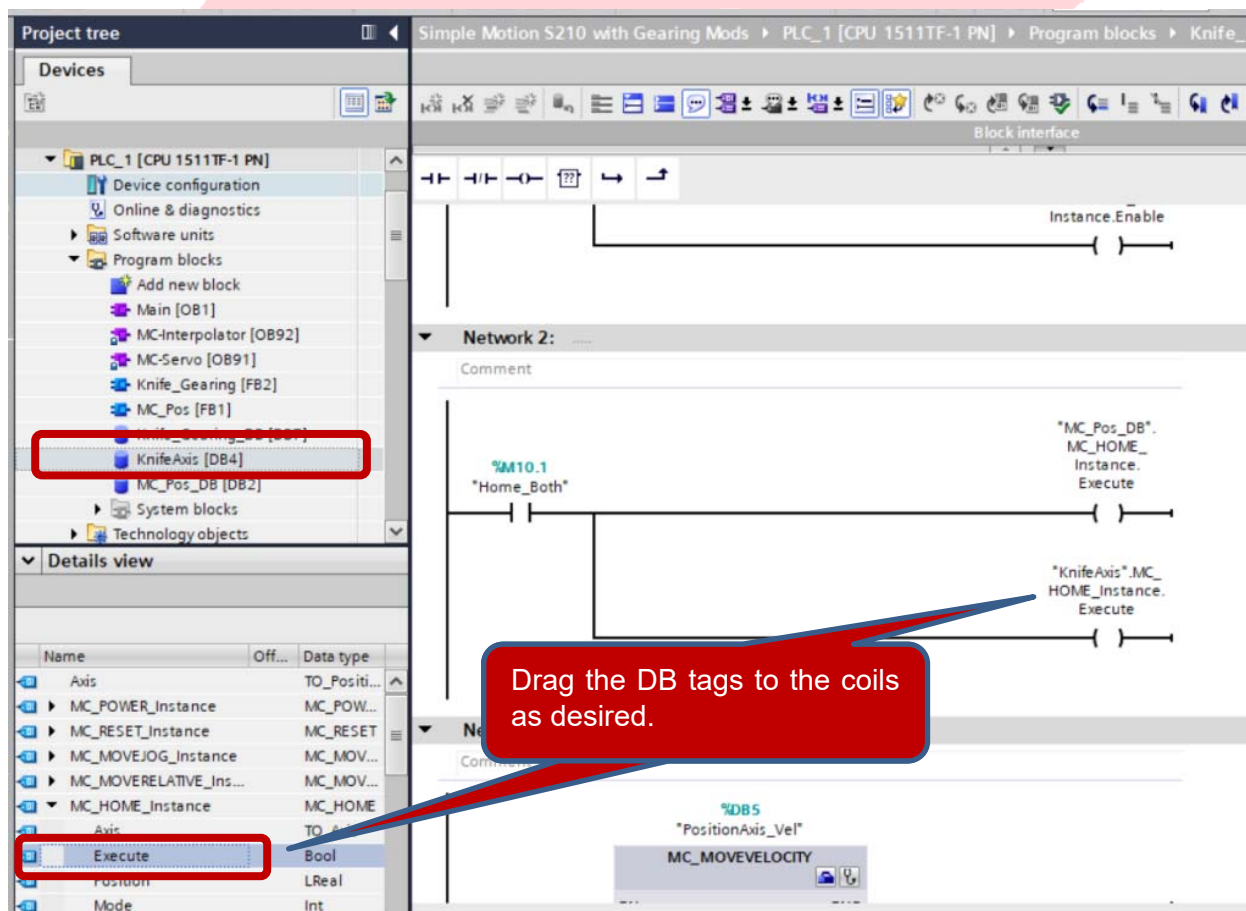 Project tree
Simple Motion S210 with Gearing Mods ▸ PLC_1 [CPU 1511TF-1 PN] ▸ Program blocks ▸ Knife_
Devices
Block interface
PLC_1 [CPU 1511TF-1 PN]
Device configuration
Online & diagnostics
Software units
Program blocks
Add new block
Main [OB1]
MC-Interpolator [OB92]
MC-Servo [OB91]
Knife_Gearing [FB2]
MC_Pos [FB1]
KnifeAxis [DB4]
MC_Pos_DB [DB2]
System blocks
Technology objects
Details view
Name Off... Data type
Axis TO_Positi...
MC_POWER_Instance MC_POW...
MC_RESET_Instance MC_RESET
MC_MOVEJOG_Instance MC_MOV...
MC_MOVERELATIVE_Ins... MC_MOV...
MC_HOME_Instance MC_HOME
Axis
Execute Bool
Position LReal
Mode Int
Instance.Enable
Network 2: .....
Comment
%M10.1
"Home_Both"
"MC_Pos_DB".
MC_HOME_
Instance.
Execute
"KnifeAxis".MC_
HOME_Instance.
Execute
Drag the DB tags to the coils
as desired.
%DB5
"PositionAxis_Vel"
MC_MOVEVELOCITY